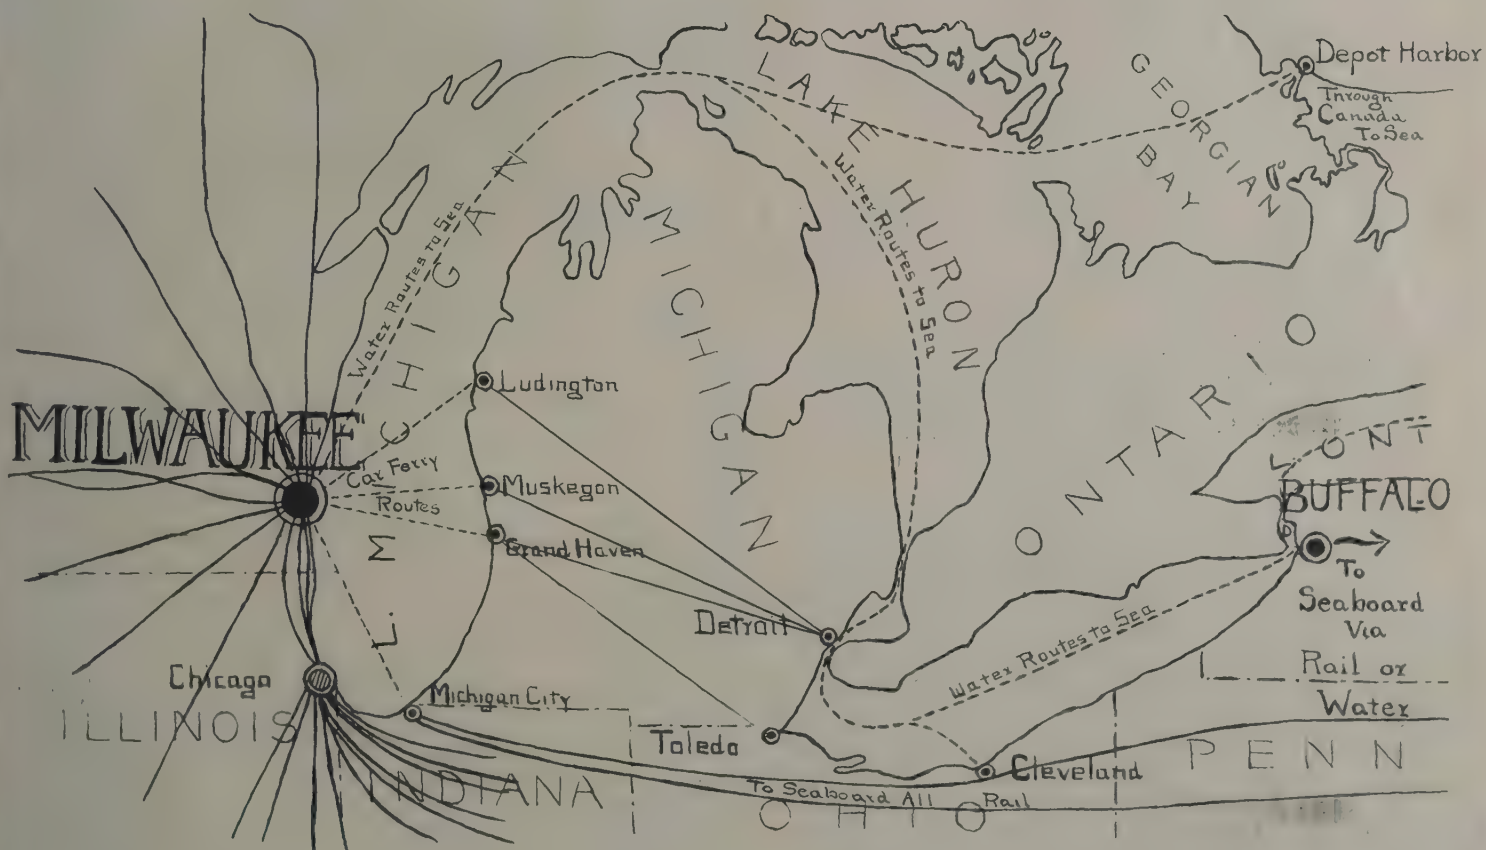 Depot Harbor
Through
Canada
To Sea
LAKE HURON
GEORGIAN
BAY
Water Routes to Sea
Water Routes to Sea
L. MICHIGAN
MICHIGAN
ONTARIO
Ludington
MILWAUKEE
Car Ferry
Routes
Muskegon
Grand Haven
L. ONT
BUFFALO
To
Seaboard
Via
Rail or
Water
Detroit
Water Routes to Sea
Chicago
Michigan City
ILLINOIS
Toledo
Cleveland
PENN
INDIANA
To Seaboard All Rail
OHIO